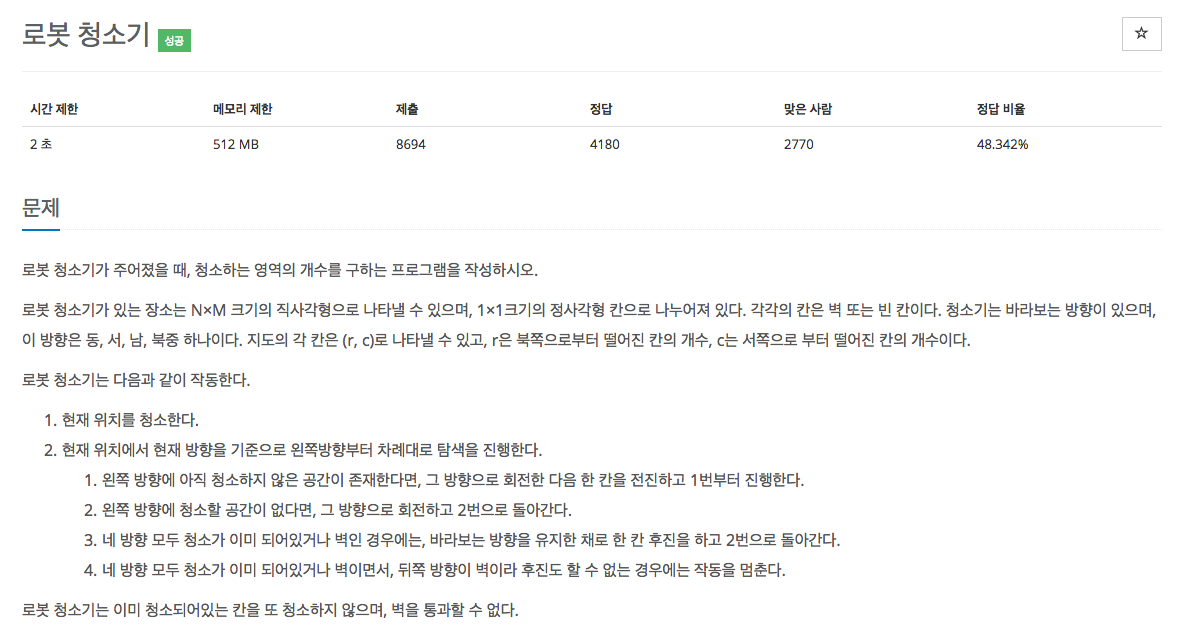 로봇 청소기 성공
☆
시간 제한 메모리 제한 제출 정답 맞은 사람 정답 비율
2 초 512 MB 8694 4180 2770 48.342%
문제
로봇 청소기가 주어졌을 때, 청소하는 영역의 개수를 구하는 프로그램을 작성하시오.
로봇 청소기가 있는 장소는 N×M 크기의 직사각형으로 나타낼 수 있으며, 1×1크기의 정사각형 칸으로 나누어져 있다. 각각의 칸은 벽 또는 빈 칸이다. 청소기는 바라보는 방향이 있으며,
이 방향은 동, 서, 남, 북중 하나이다. 지도의 각 칸은 (r, c)로 나타낼 수 있고, r은 북쪽으로부터 떨어진 칸의 개수, c는 서쪽으로 부터 떨어진 칸의 개수이다.
로봇 청소기는 다음과 같이 작동한다.
1. 현재 위치를 청소한다.
2. 현재 위치에서 현재 방향을 기준으로 왼쪽방향부터 차례대로 탐색을 진행한다.
1. 왼쪽 방향에 아직 청소하지 않은 공간이 존재한다면, 그 방향으로 회전한 다음 한 칸을 전진하고 1번부터 진행한다.
2. 왼쪽 방향에 청소할 공간이 없다면, 그 방향으로 회전하고 2번으로 돌아간다.
3. 네 방향 모두 청소가 이미 되어있거나 벽인 경우에는, 바라보는 방향을 유지한 채로 한 칸 후진을 하고 2번으로 돌아간다.
4. 네 방향 모두 청소가 이미 되어있거나 벽이면서, 뒤쪽 방향이 벽이라 후진도 할 수 없는 경우에는 작동을 멈춘다.
로봇 청소기는 이미 청소되어있는 칸을 또 청소하지 않으며, 벽을 통과할 수 없다.